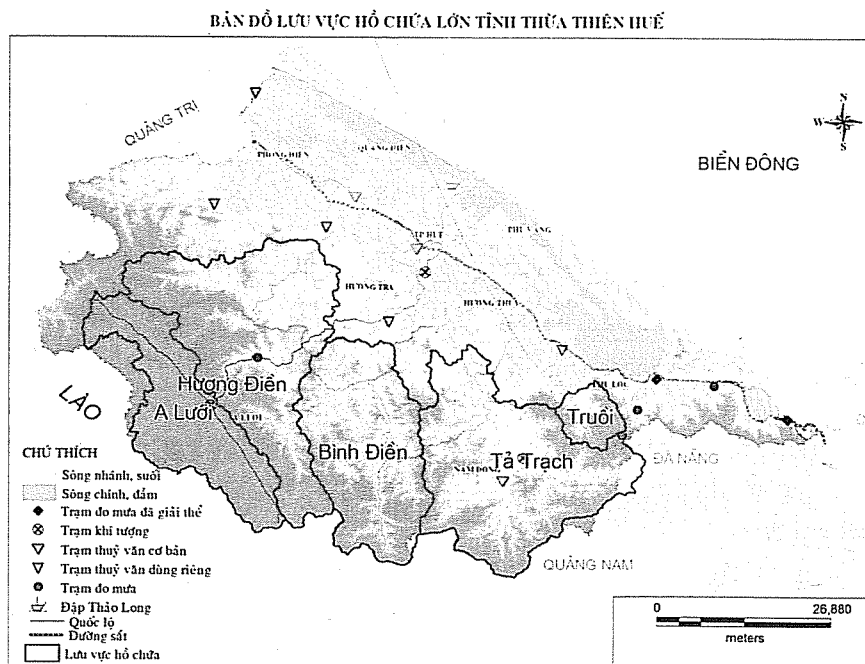 BẢN ĐỒ LƯU VỰC HỒ CHỨA LỚN TỈNH THỪA THIÊN HUẾ
QUẢNG TRỊ
N
W
E
S
PHONG ĐIỀN
QUẢNG ĐIỀN
BIỂN ĐÔNG
TP HUẾ
PHÚ VANG
HƯƠNG TRÀ
HƯƠNG THỦY
LÀO
Hương Điền
A Lưới
A LƯỚI
PHÚ LỘC
Truồi
Bình Điền
Tả Trạch
NAM ĐÔNG
ĐÀ NẴNG
QUẢNG NAM
CHÚ THÍCH
Sông nhánh, suối
Sông chính, đầm
Trạm đo mưa đã giải thể
Trạm khí tượng
Trạm thuỷ văn cơ bản
Trạm thuỷ văn dùng riêng
Trạm đo mưa
Đập Thảo Long
Quốc lộ
Đường sắt
Lưu vực hồ chứa
0 26,880
meters